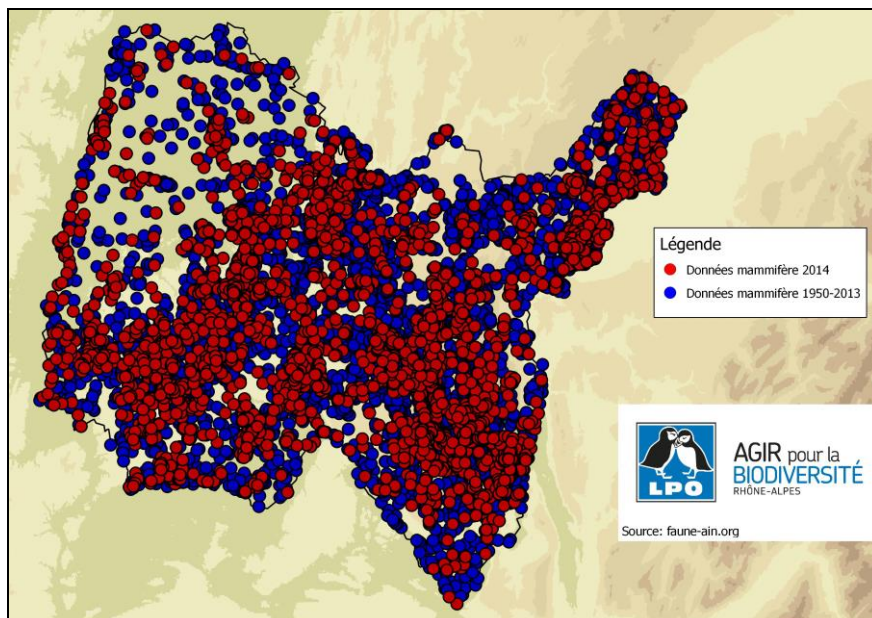 Légende
Données mammifère 2014
Données mammifère 1950-2013
LPO
AGIR pour la
BIODIVERSITÉ
RHÔNE-ALPES
Source: faune-ain.org